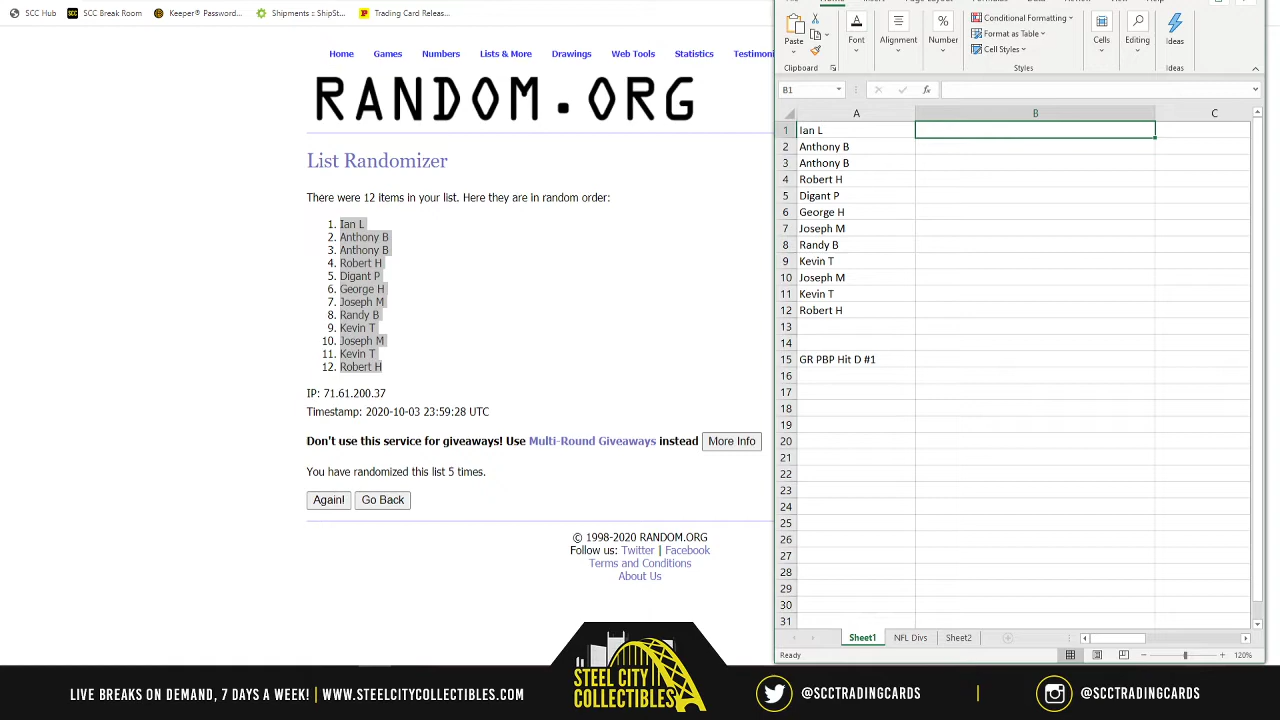 SCC Hub SCC Break Room Keeper® Password... Shipments :: ShipSt... Trading Card Releas...
Home Games Numbers Lists & More Drawings Web Tools Statistics Testimoni
RANDOM.ORG
List Randomizer
There were 12 items in your list. Here they are in random order:
1. Ian L
2. Anthony B
3. Anthony B
4. Robert H
5. Digant P
6. George H
7. Joseph M
8. Randy B
9. Kevin T
10. Joseph M
11. Kevin T
12. Robert H
IP: 71.61.200.37
Timestamp: 2020-10-03 23:59:28 UTC
Don't use this service for giveaways! Use Multi-Round Giveaways instead More Info
You have randomized this list 5 times.
Again! Go Back
© 1998-2020 RANDOM.ORG
Follow us: Twitter | Facebook
Terms and Conditions
About Us
Paste Font Alignment Number Conditional Formatting Format as Table Cell Styles Cells Editing Ideas
Clipboard Styles Ideas
B1 fx
A B C
1 Ian L
2 Anthony B
3 Anthony B
4 Robert H
5 Digant P
6 George H
7 Joseph M
8 Randy B
9 Kevin T
10 Joseph M
11 Kevin T
12 Robert H
13
14
15 GR PBP Hit D #1
16
17
18
19
20
21
22
23
24
25
26
27
28
29
30
31
Sheet1 NFL Divs Sheet2
Ready 120%
LIVE BREAKS ON DEMAND, 7 DAYS A WEEK! | WWW.STEELCITYCOLLECTIBLES.COM
STEEL CITY
COLLECTIBLES
@SCCTRADINGCARDS | @SCCTRADINGCARDS